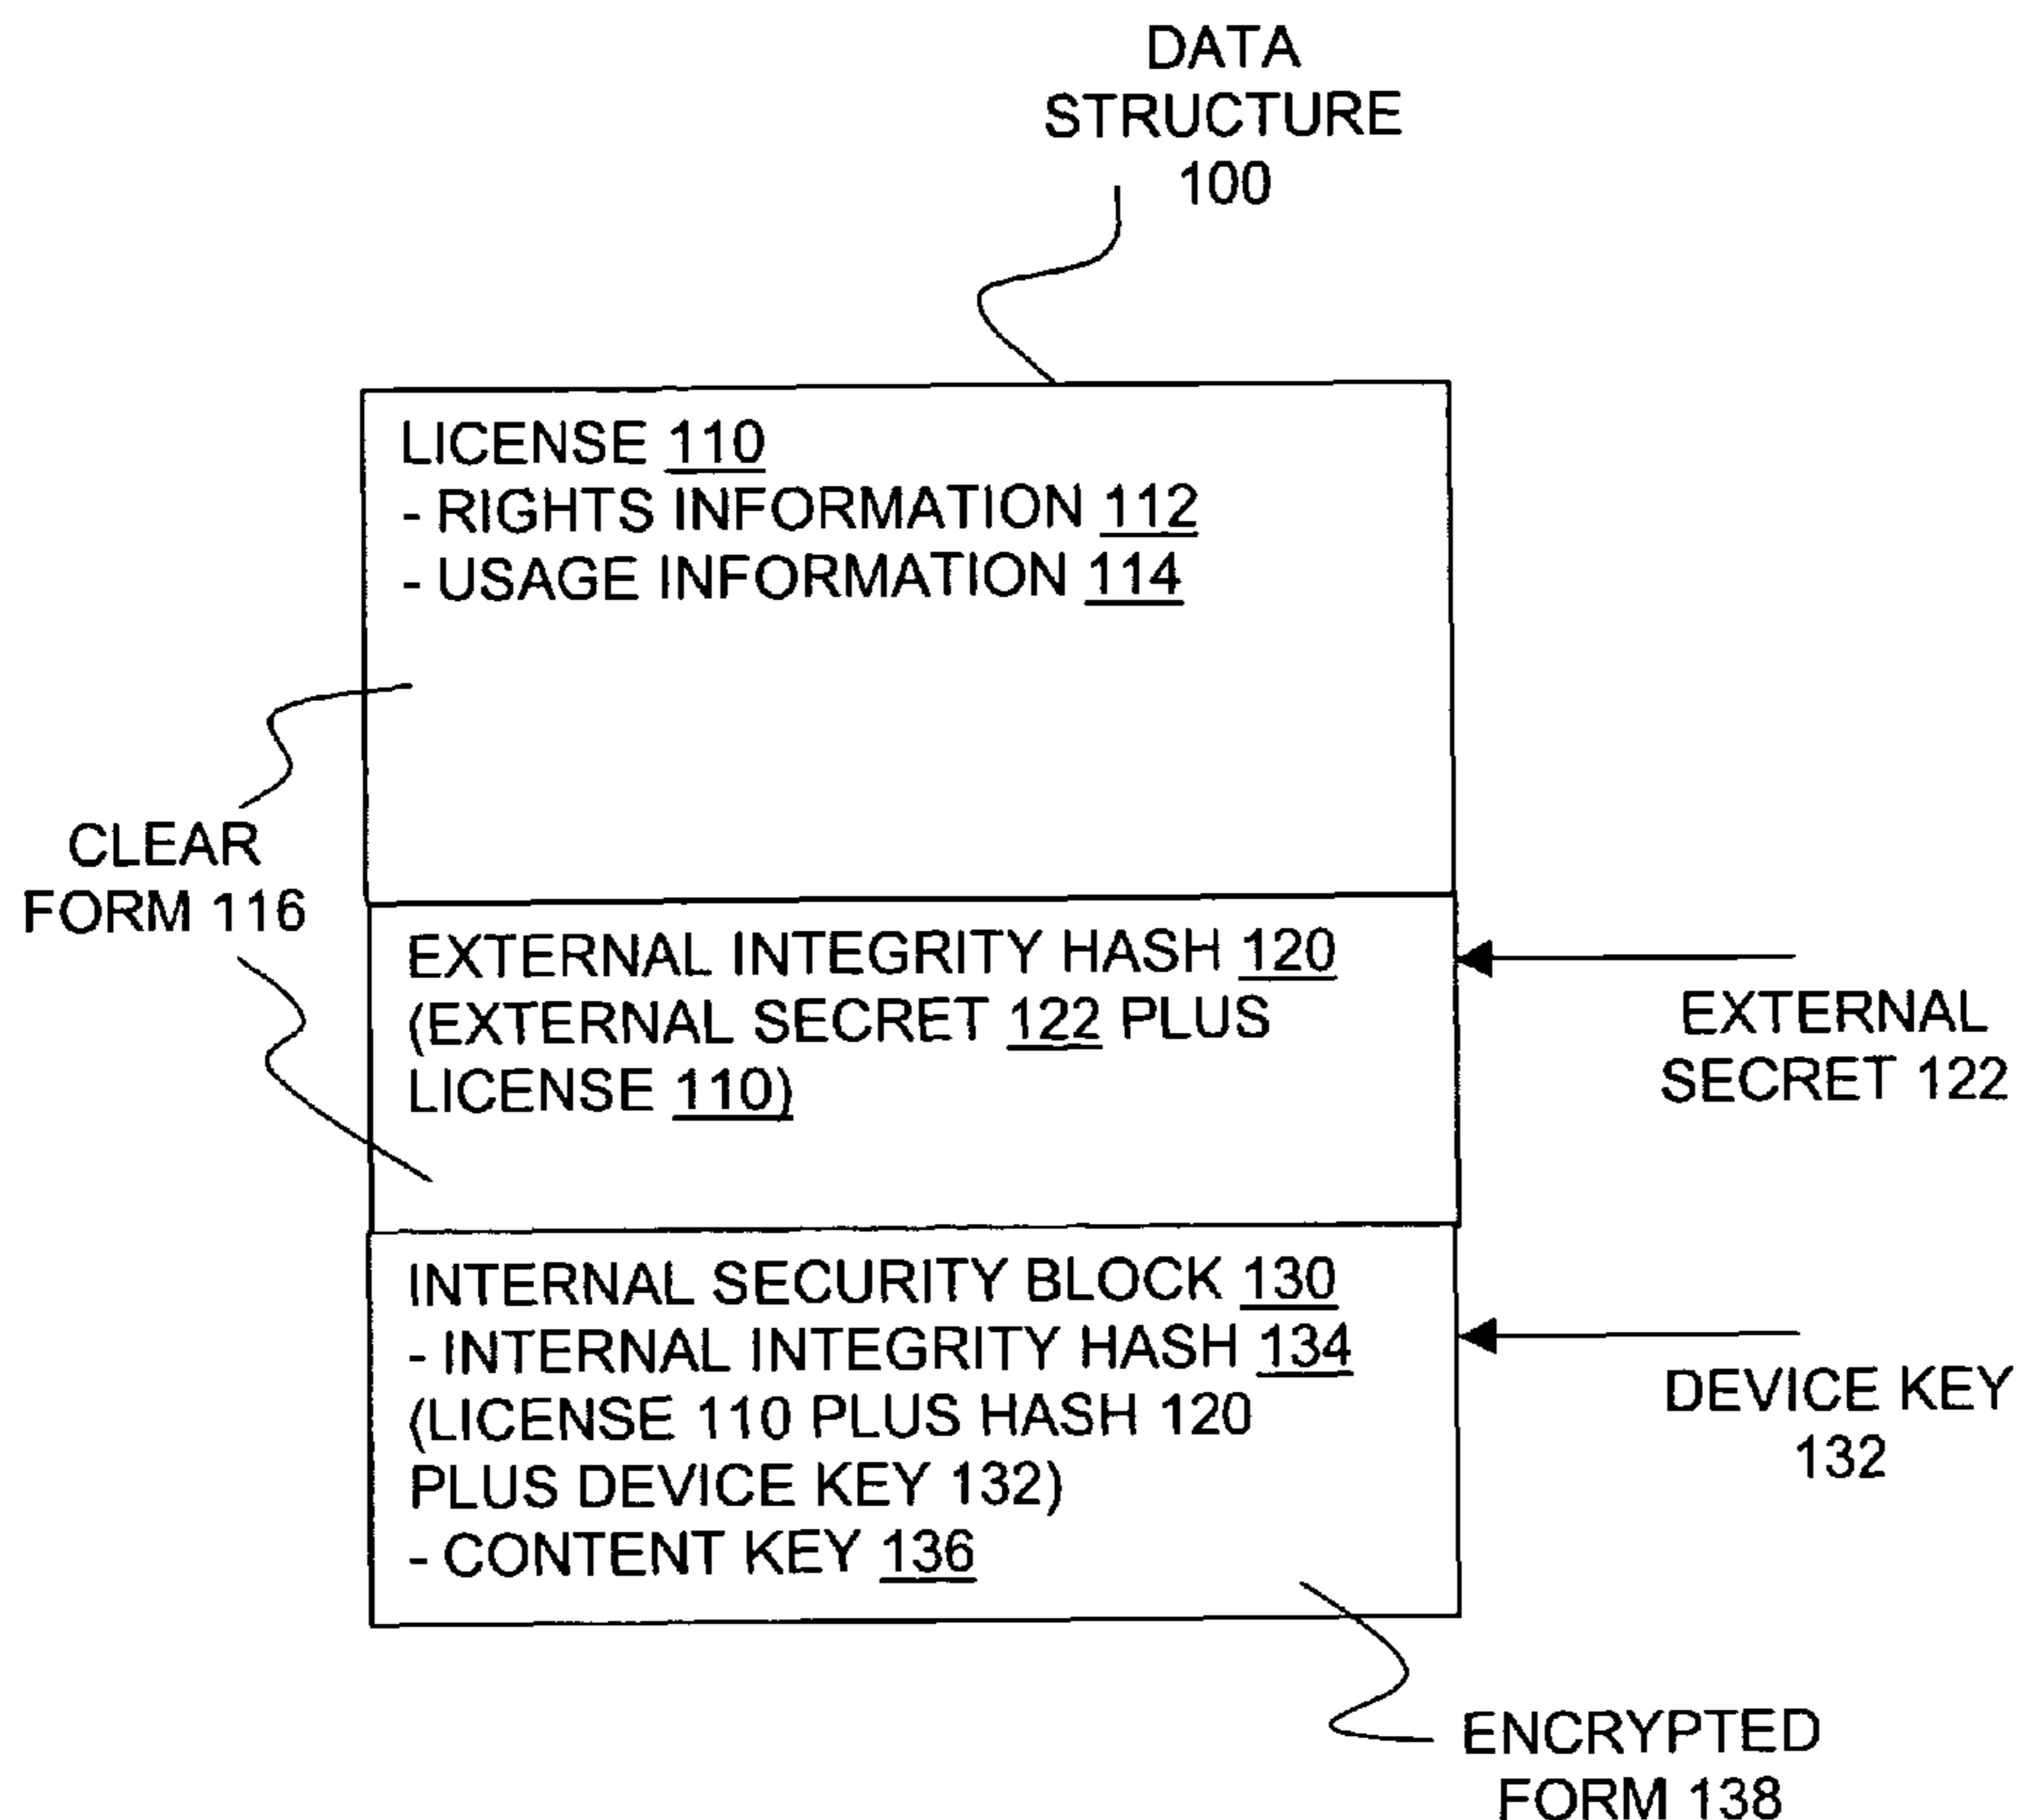 DATA
STRUCTURE
100
LICENSE 110
- RIGHTS INFORMATION 112
- USAGE INFORMATION 114
CLEAR
FORM 116
EXTERNAL INTEGRITY HASH 120
(EXTERNAL SECRET 122 PLUS
LICENSE 110)
EXTERNAL
SECRET 122
INTERNAL SECURITY BLOCK 130
- INTERNAL INTEGRITY HASH 134
(LICENSE 110 PLUS HASH 120
PLUS DEVICE KEY 132)
- CONTENT KEY 136
DEVICE KEY
132
ENCRYPTED
FORM 138